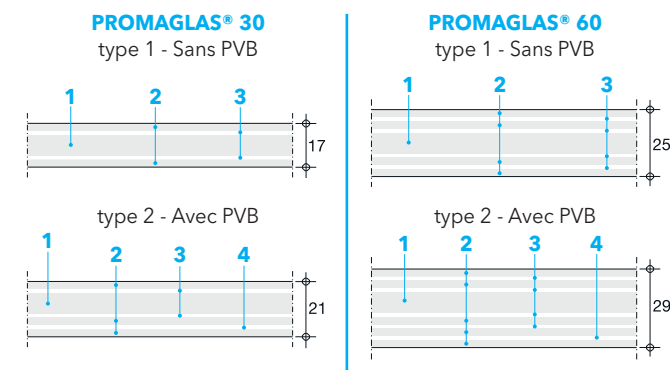 PROMAGLAS® 30
type 1 - Sans PVB
1 2 3
17
type 2 - Avec PVB
1 2 3 4
21
PROMAGLAS® 60
type 1 - Sans PVB
1 2 3
25
type 2 - Avec PVB
1 2 3 4
29